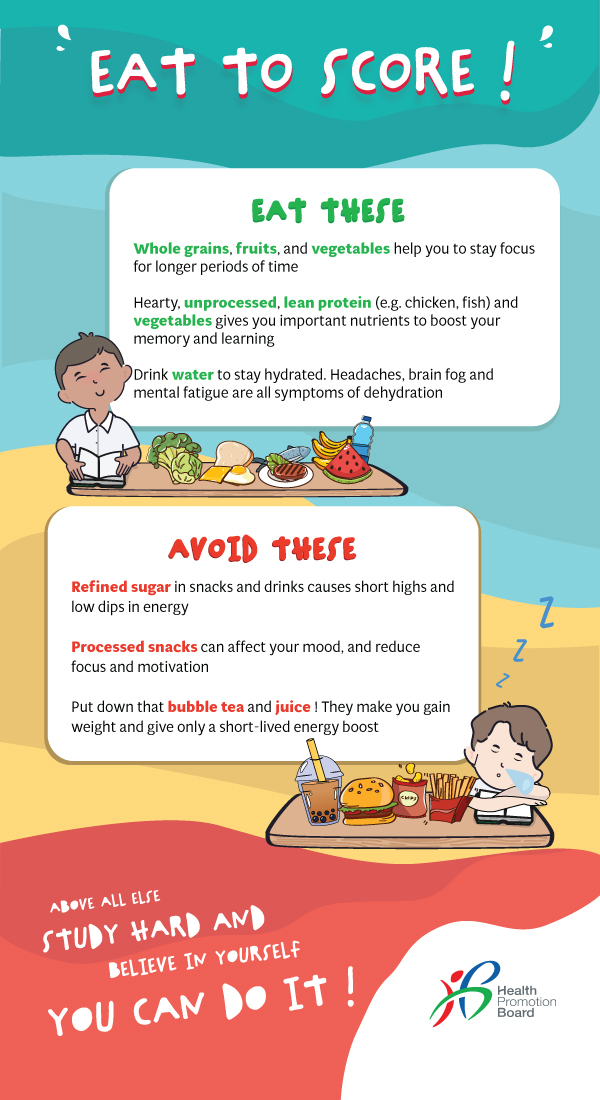 EAT TO SCORE !
EAT THESE
Whole grains, fruits, and vegetables help you to stay focus
for longer periods of time
Hearty, unprocessed, lean protein (e.g. chicken, fish) and
vegetables gives you important nutrients to boost your
memory and learning
Drink water to stay hydrated. Headaches, brain fog and
mental fatigue are all symptoms of dehydration
AVOID THESE
Refined sugar in snacks and drinks causes short highs and
low dips in energy
Processed snacks can affect your mood, and reduce
focus and motivation
Put down that bubble tea and juice ! They make you gain
weight and give only a short-lived energy boost
Z
Z
Z
CHIPS
ABOVE ALL ELSE
STUDY HARD AND
BELIEVE IN YOURSELF
YOU CAN DO IT !
Health
Promotion
Board